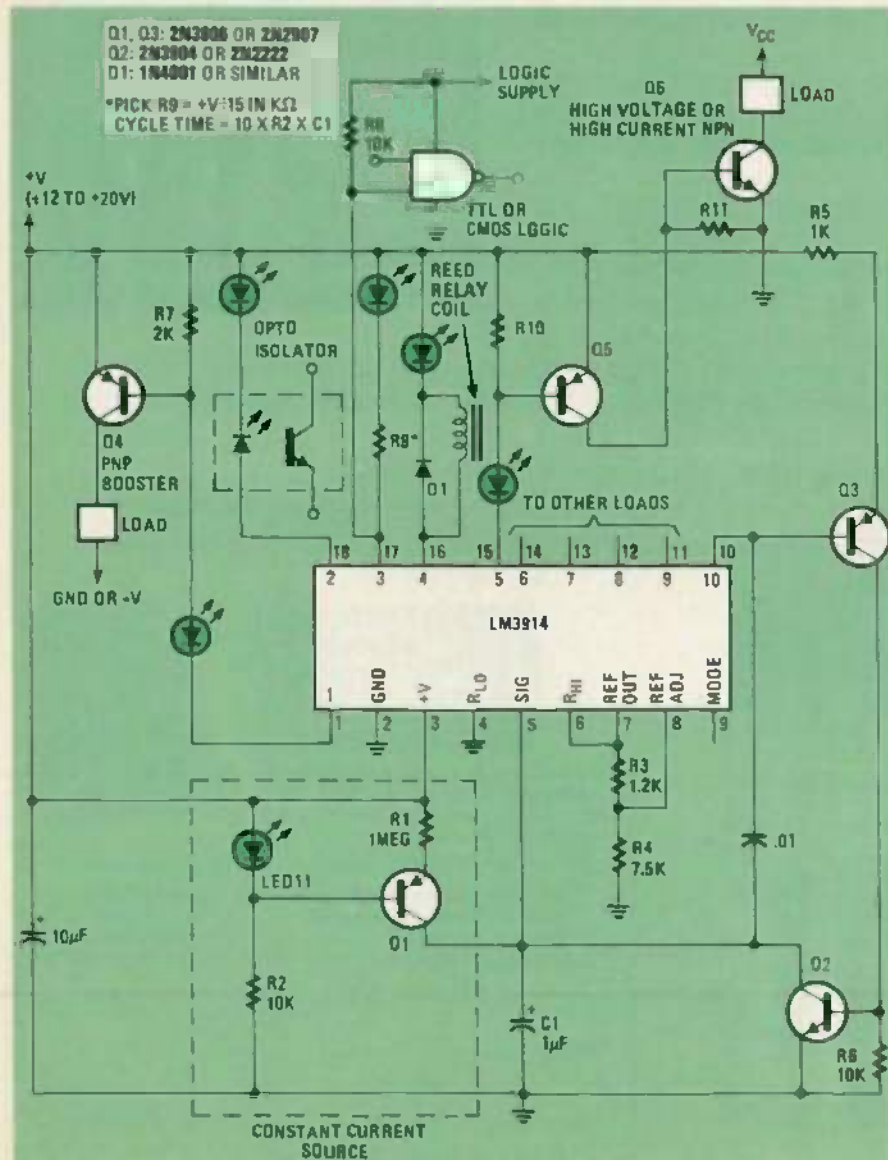 Q1, Q3: 2N3906 OR 2N2907
Q2: 2N3904 OR 2N2222
D1: 1N4001 OR SIMILAR
*PICK R9 = +V÷15 IN KΩ
CYCLE TIME = 10 X R2 X C1
+V
(+12 TO +20V)
R8
10K
LOGIC
SUPPLY
TTL OR
CMOS LOGIC
VCC
LOAD
Q6
HIGH VOLTAGE OR
HIGH CURRENT NPN
R11
R5
1K
R7
2K
OPTO
ISOLATOR
REED
RELAY
COIL
R10
Q5
Q4
PNP
BOOSTER
LOAD
GND OR -V
R9*
D1
TO OTHER LOADS
Q3
18 17 16 15 14 13 12 11 10
2 3 4 5 6 7 8 9 10
LM3914
1 GND +V RLO SIG RHI REF OUT REF ADJ MODE
1 2 3 4 5 6 7 8 9
R3
1.2K
R4
7.5K
.01
R1
1MEG
LED11
Q1
10µF
R2
10K
C1
1µF
Q2
R6
10K
CONSTANT CURRENT
SOURCE